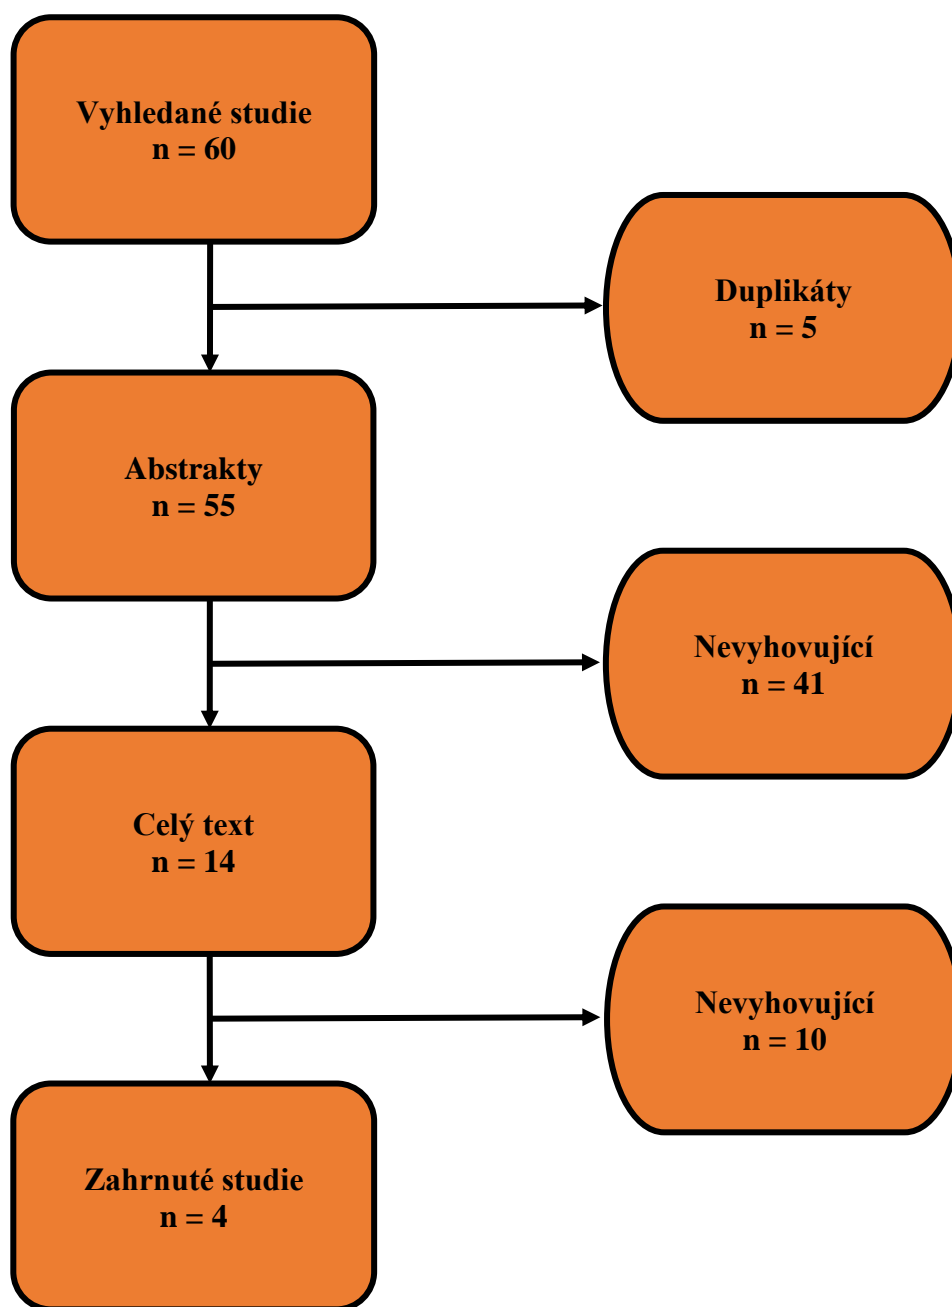 Vyhledané studie
n = 60
Duplikáty
n = 5
Abstrakty
n = 55
Nevyhovující
n = 41
Celý text
n = 14
Nevyhovující
n = 10
Zahrnuté studie
n = 4